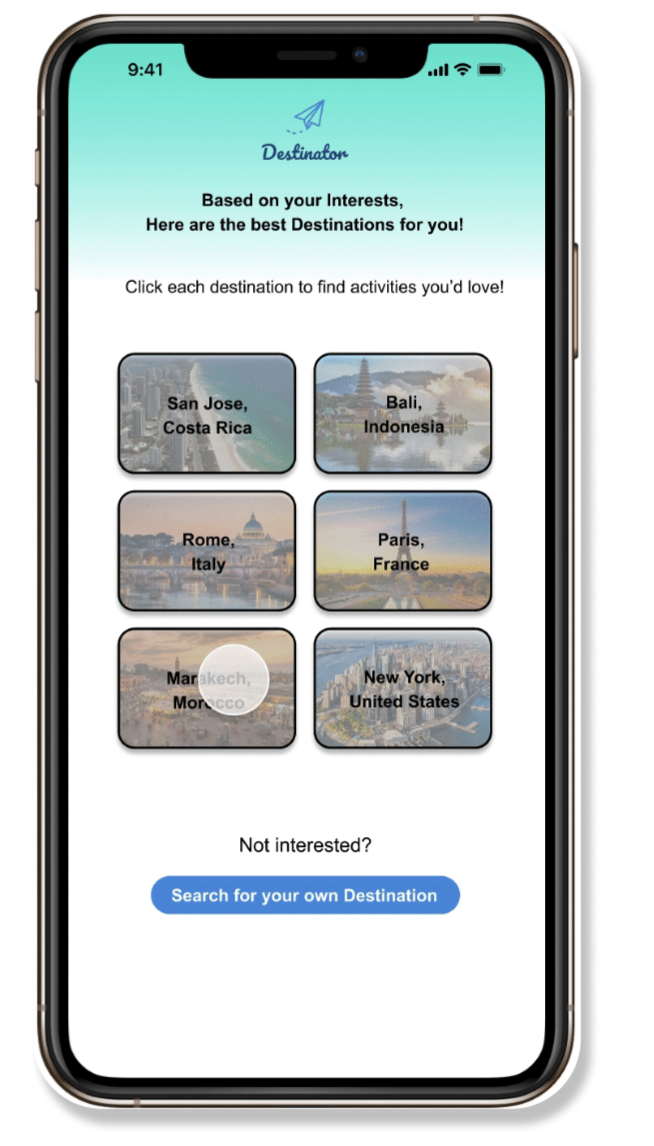 9:41
Destinator
Based on your Interests,
Here are the best Destinations for you!
Click each destination to find activities you'd love!
San Jose,
Costa Rica
Bali,
Indonesia
Rome,
Italy
Paris,
France
Marakech,
Morocco
New York,
United States
Not interested?
Search for your own Destination